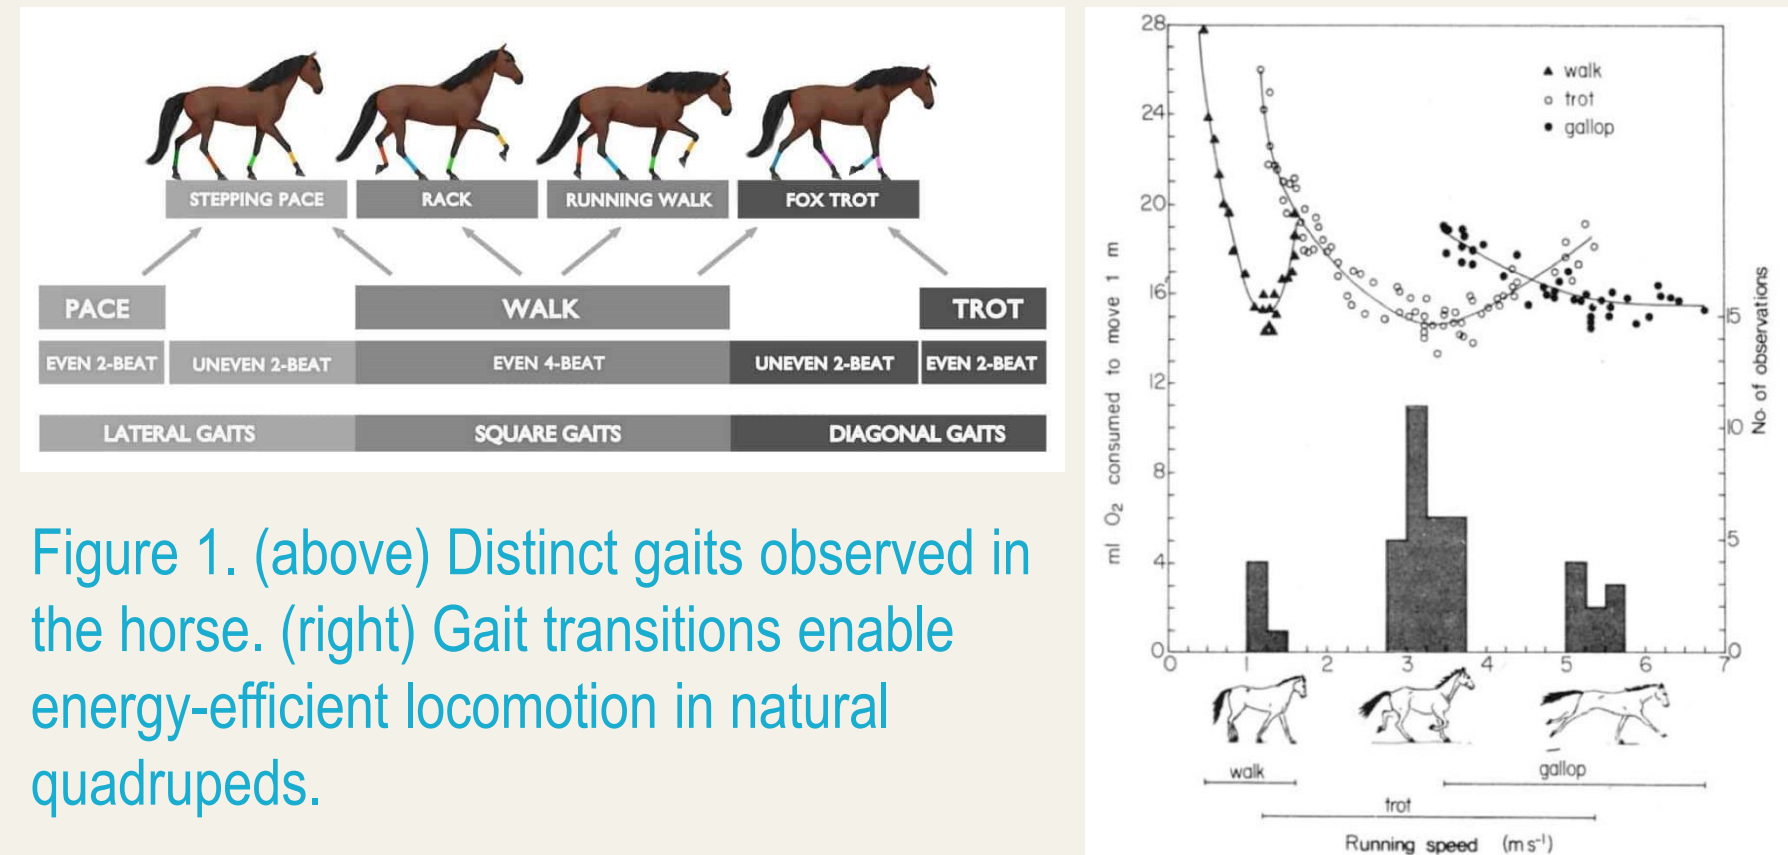 STEPPING PACE
RACK
RUNNING WALK
FOX TROT
PACE
WALK
TROT
EVEN 2-BEAT
UNEVEN 2-BEAT
EVEN 4-BEAT
UNEVEN 2-BEAT
EVEN 2-BEAT
LATERAL GAITS
SQUARE GAITS
DIAGONAL GAITS
Figure 1. (above) Distinct gaits observed in
the horse. (right) Gait transitions enable
energy-efficient locomotion in natural
quadrupeds.
28
24
20
16
12
8
4
0
ml O₂ consumed to move 1 m
walk
trot
gallop
15
10
5
0
No. of observations
0 1 2 3 4 5 6 7
walk
gallop
trot
Running speed (m s⁻¹)